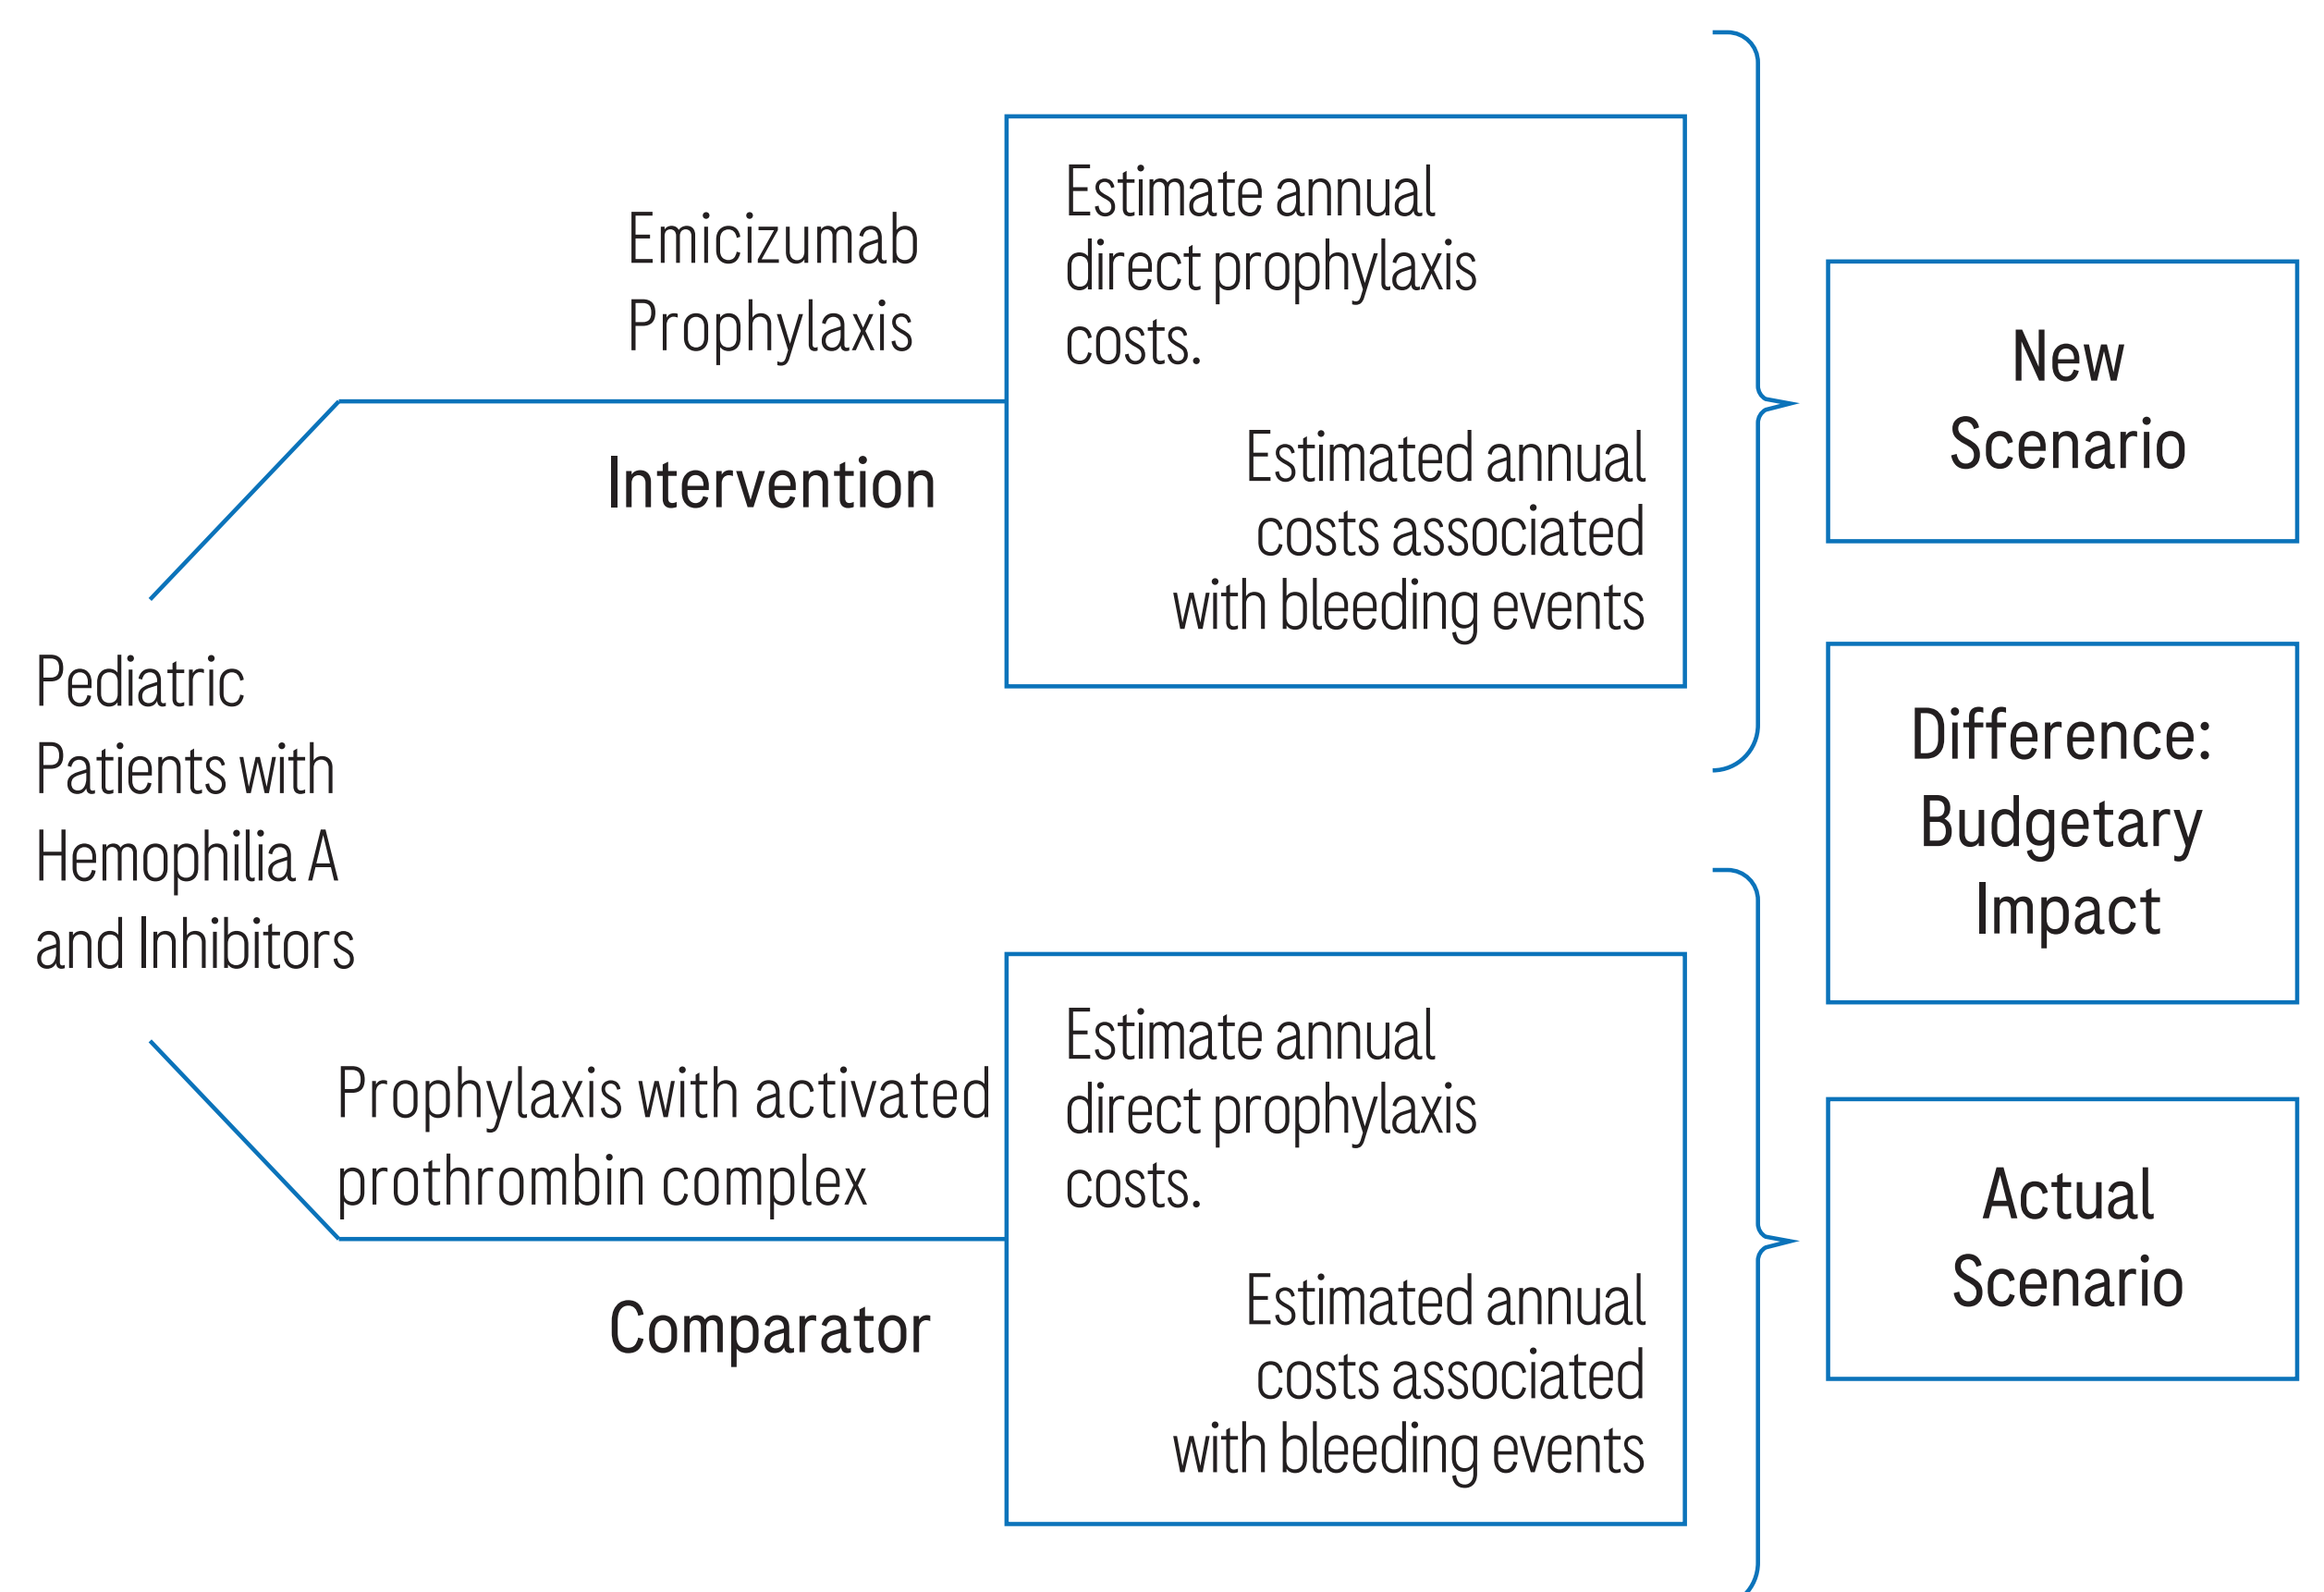 Pediatric
Patients with
Hemophilia A
and Inhibitors
Emicizumab
Prophylaxis
Intervention
Estimate annual
direct prophylaxis
costs.
Estimated annual
costs associated
with bleeding events
New
Scenario
Difference:
Budgetary
Impact
Prophylaxis with activated
prothrombin complex
Comparator
Estimate annual
direct prophylaxis
costs.
Estimated annual
costs associated
with bleeding events
Actual
Scenario